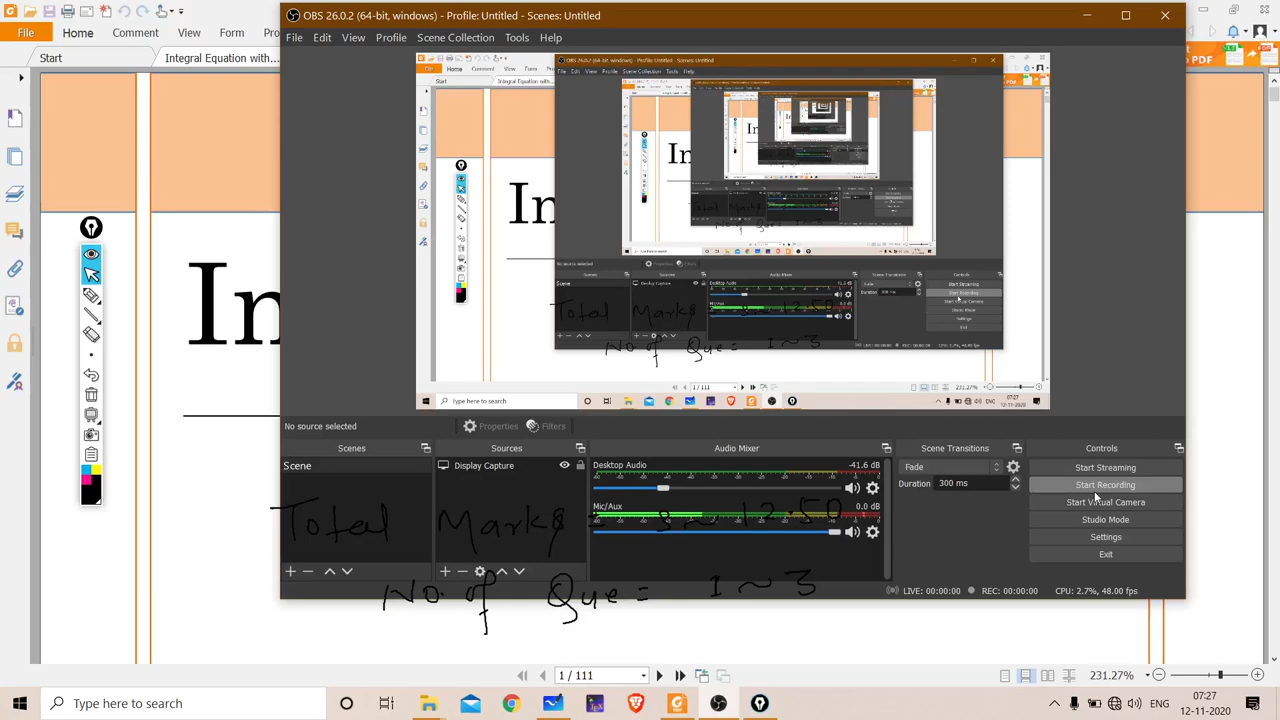 OBS 26.0.2 (64-bit, windows) - Profile: Untitled - Scenes: Untitled
File Home Comment View For
File Edit View Profile Scene Collection Tools Help
Start Integral Equation with...
PDF
In
No source selected Properties Filters
Scenes Sources Audio Mixer Scene Transitions Controls
Scene Display Capture Desktop Audio -41.6 dB Fade Start Streaming
Duration 300 ms Start Recording
Mic/Aux 0.0 dB Start Virtual Camera
Total Marks = 8 ~ 12.50 Studio Mode
Settings
Exit
No. of Que = 1 ~ 3
LIVE: 00:00:00 REC: 00:00:00 CPU: 2.7%, 48.00 fps
1 / 111 231.27%
Type here to search ENG 07:27
12-11-2020